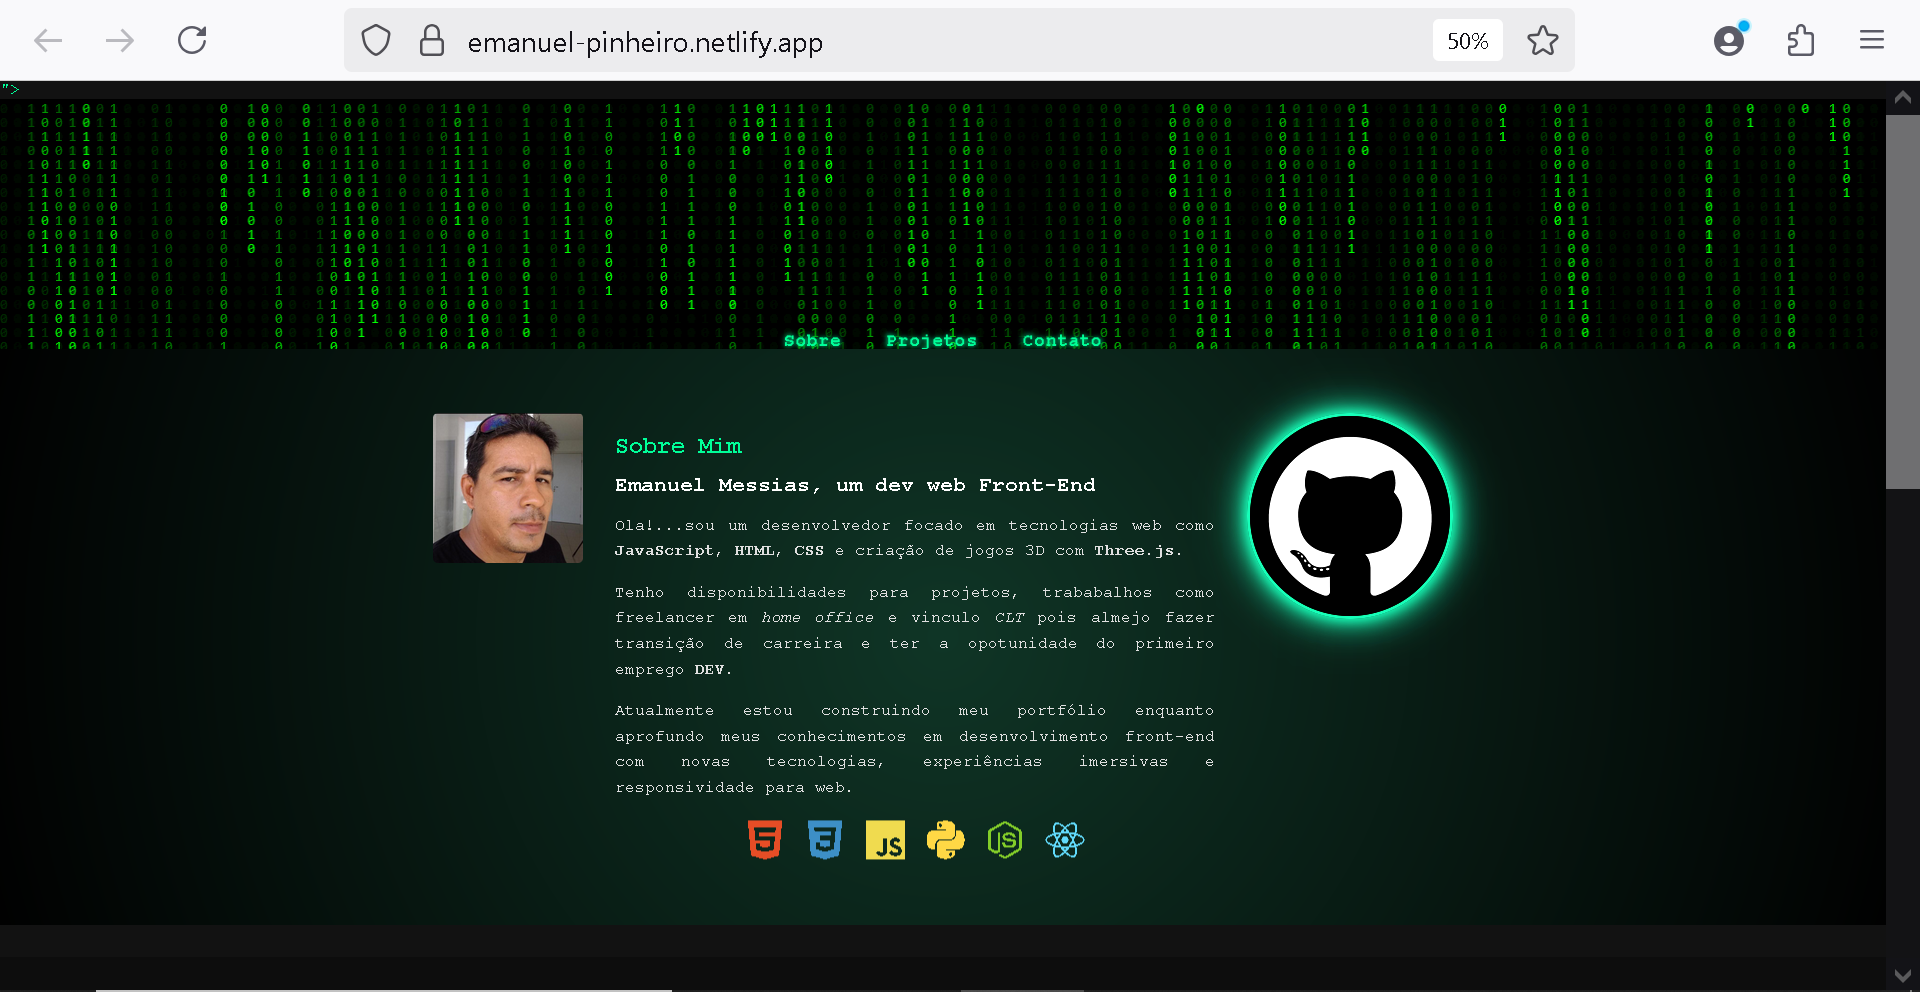 emanuel-pinheiro.netlify.app
50%
">
Sobre Projetos Contato
Sobre Mim
Emanuel Messias, um dev web Front-End
Ola!...sou um desenvolvedor focado em tecnologias web como
JavaScript, HTML, CSS e criação de jogos 3D com Three.js.
Tenho disponibilidades para projetos, trababalhos como
freelancer em home office e vinculo CLT pois almejo fazer
transição de carreira e ter a opotunidade do primeiro
emprego DEV.
Atualmente estou construindo meu portfólio enquanto
aprofundo meus conhecimentos em desenvolvimento front-end
com novas tecnologias, experiências imersivas e
responsividade para web.
JS
JS